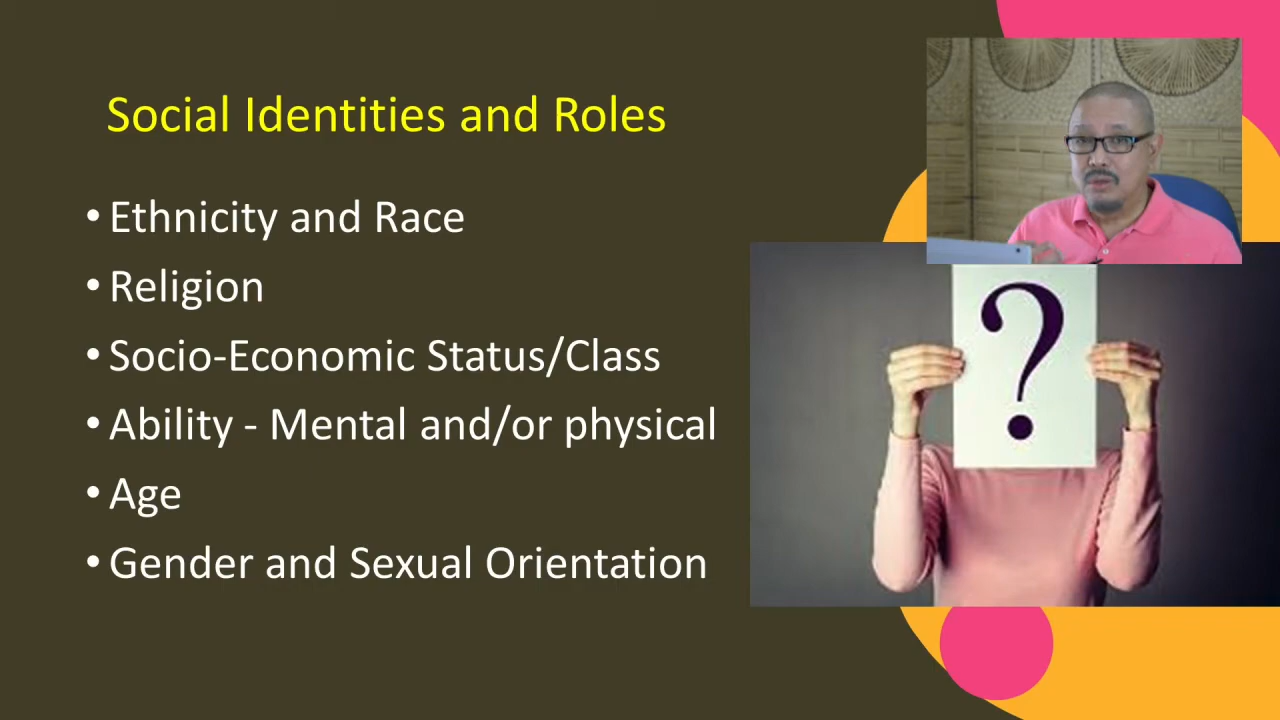 Social Identities and Roles
• Ethnicity and Race
• Religion
• Socio-Economic Status/Class
• Ability - Mental and/or physical
• Age
• Gender and Sexual Orientation
?